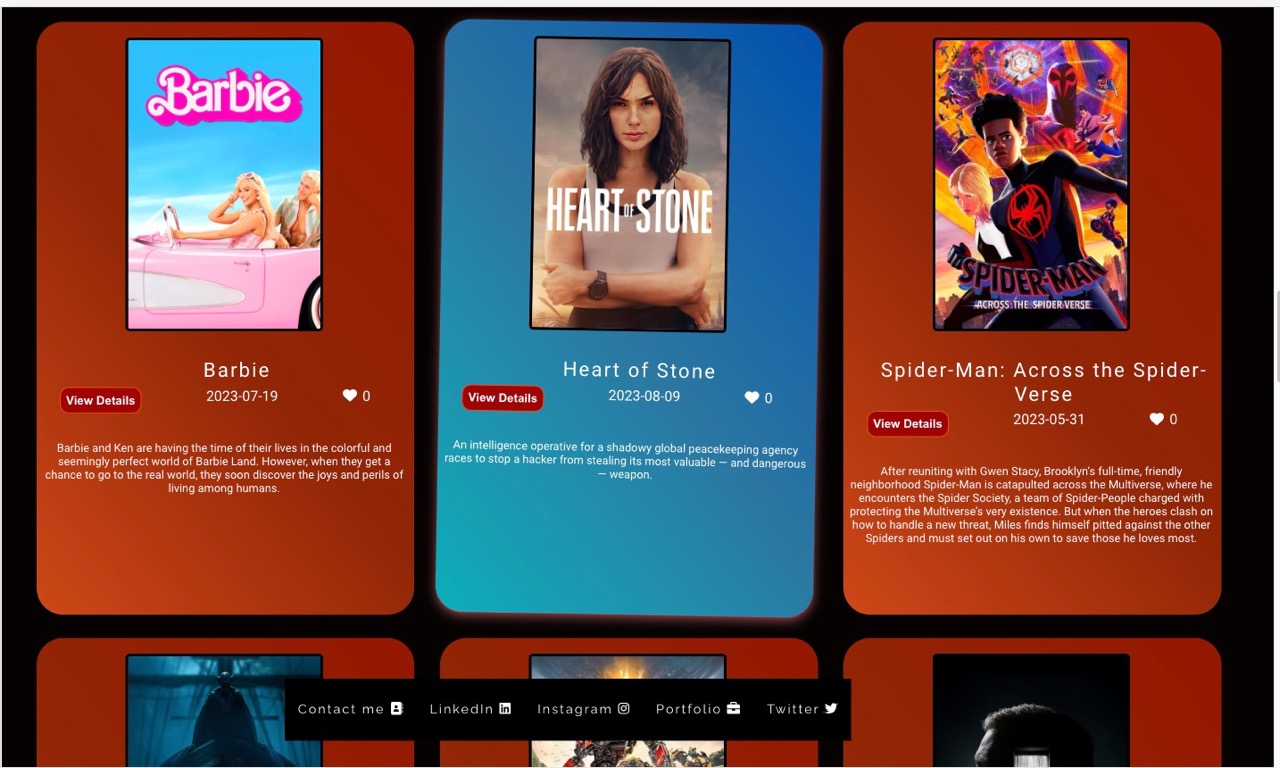 Barbie
Barbie
View Details
2023-07-19
0
Barbie and Ken are having the time of their lives in the colorful and
seemingly perfect world of Barbie Land. However, when they get a
chance to go to the real world, they soon discover the joys and perils of
living among humans.
HEART OF STONE
Heart of Stone
View Details
2023-08-09
0
An intelligence operative for a shadowy global peacekeeping agency
races to stop a hacker from stealing its most valuable — and dangerous
— weapon.
SPIDER-MAN
ACROSS THE SPIDER-VERSE
Spider-Man: Across the Spider-
Verse
View Details
2023-05-31
0
After reuniting with Gwen Stacy, Brooklyn's full-time, friendly
neighborhood Spider-Man is catapulted across the Multiverse, where he
encounters the Spider Society, a team of Spider-People charged with
protecting the Multiverse's very existence. But when the heroes clash on
how to handle a new threat, Miles finds himself pitted against the other
Spiders and must set out on his own to save those he loves most.
Contact me
LinkedIn
Instagram
Portfolio
Twitter